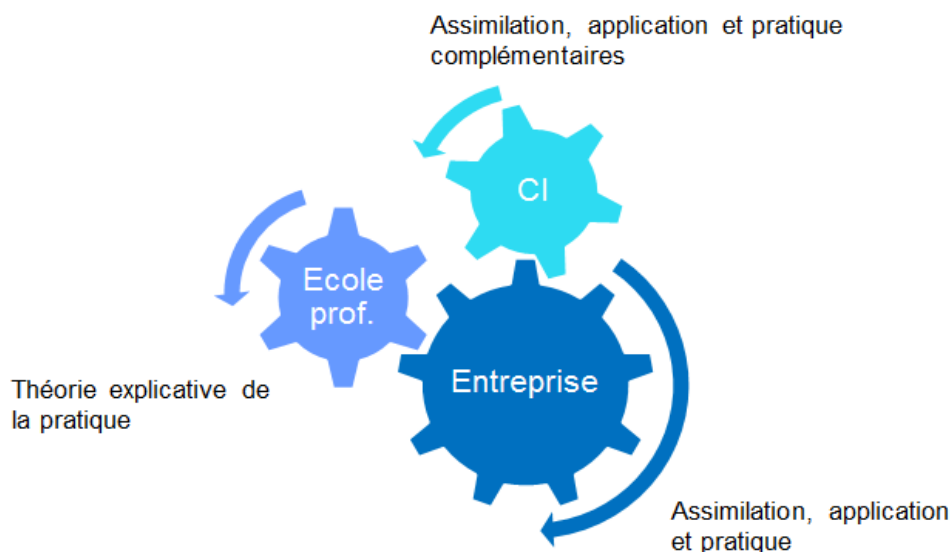 Assimilation, application et pratique
complémentaires
CI
Ecole
prof.
Entreprise
Théorie explicative de
la pratique
Assimilation, application
et pratique